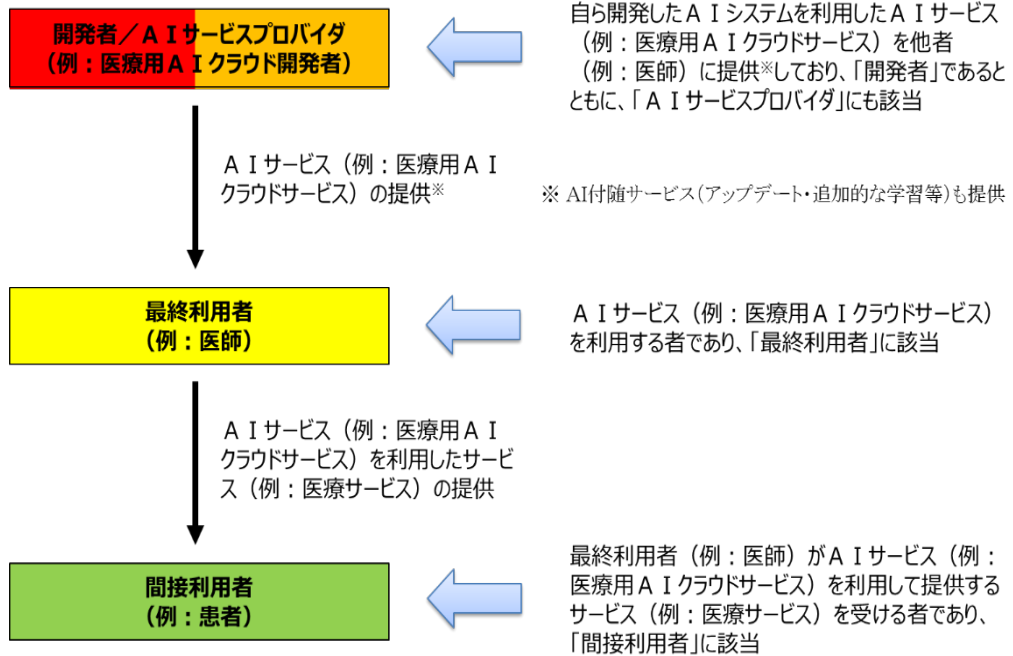 開発者／ＡＩサービスプロバイダ
（例：医療用ＡＩクラウド開発者）
自ら開発したＡＩシステムを利用したＡＩサービス
（例：医療用ＡＩクラウドサービス）を他者
（例：医師）に提供※しており、「開発者」であると
ともに、「ＡＩサービスプロバイダ」にも該当
ＡＩサービス（例：医療用ＡＩ
クラウドサービス）の提供※
※ AI付随サービス(アップデート・追加的な学習等)も提供
最終利用者
（例：医師）
ＡＩサービス（例：医療用ＡＩクラウドサービス）
を利用する者であり、「最終利用者」に該当
ＡＩサービス（例：医療用ＡＩ
クラウドサービス）を利用したサービ
ス（例：医療サービス）の提供
間接利用者
（例：患者）
最終利用者（例：医師）がＡＩサービス（例：
医療用ＡＩクラウドサービス）を利用して提供する
サービス（例：医療サービス）を受ける者であり、
「間接利用者」に該当